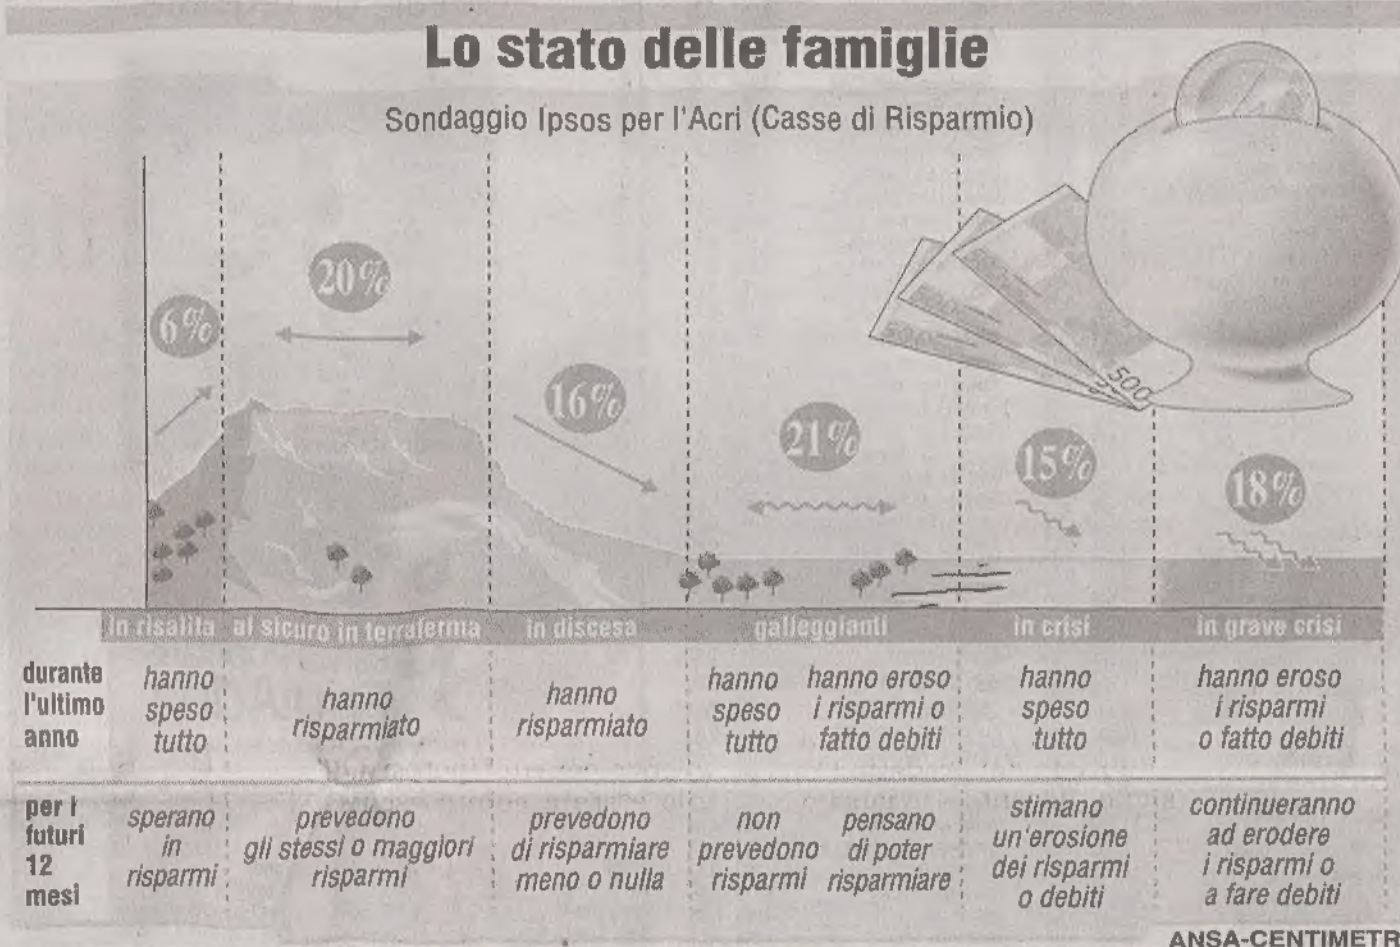 Lo stato delle famiglie
Sondaggio Ipsos per l'Acri (Casse di Risparmio)
6%
20%
16%
21%
15%
18%
500
in risalita
al sicuro in terraferma
in discesa
galleggianti
in crisi
in grave crisi
durante
l'ultimo
anno
hanno
speso
tutto
hanno
risparmiato
hanno
risparmiato
hanno
speso
tutto
hanno eroso
i risparmi o
fatto debiti
hanno
speso
tutto
hanno eroso
i risparmi
o fatto debiti
per i
futuri
12
mesi
sperano
in
risparmi
prevedono
gli stessi o maggiori
risparmi
prevedono
di risparmiare
meno o nulla
non
prevedono
risparmi
pensano
di poter
risparmiare
stimano
un'erosione
dei risparmi
o debiti
continueranno
ad erodere
i risparmi o
a fare debiti
ANSA-CENTIMETR